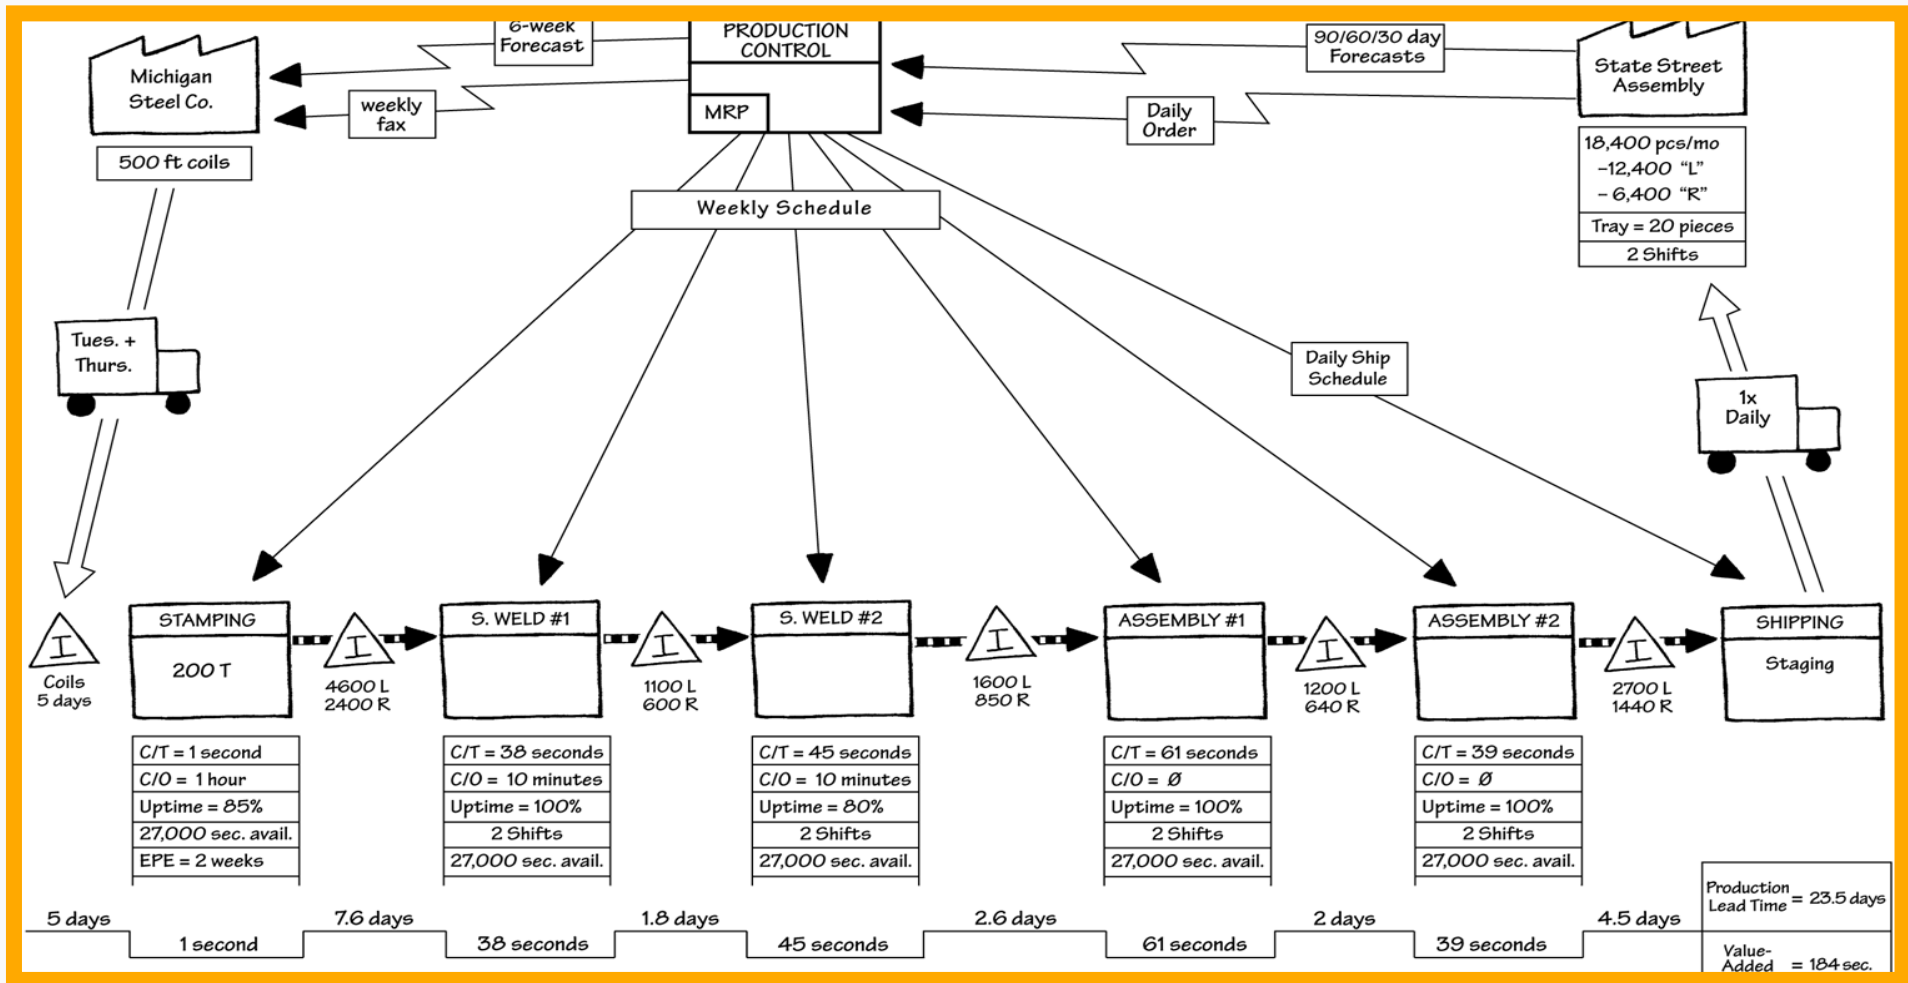 6-week
Forecast
PRODUCTION
CONTROL
90/60/30 day
Forecasts
Michigan
Steel Co.
State Street
Assembly
weekly
fax
MRP
Daily
Order
500 ft coils
18,400 pcs/mo
–12,400 “L”
– 6,400 “R”
Tray = 20 pieces
2 Shifts
Weekly Schedule
Tues. +
Thurs.
Daily Ship
Schedule
1x
Daily
I
Coils
5 days
STAMPING
200 T
I
4600 L
2400 R
S. WELD #1
I
1100 L
600 R
S. WELD #2
I
1600 L
850 R
ASSEMBLY #1
I
1200 L
640 R
ASSEMBLY #2
I
2700 L
1440 R
SHIPPING
Staging
C/T = 1 second
C/O = 1 hour
Uptime = 85%
27,000 sec. avail.
EPE = 2 weeks
C/T = 38 seconds
C/O = 10 minutes
Uptime = 100%
2 Shifts
27,000 sec. avail.
C/T = 45 seconds
C/O = 10 minutes
Uptime = 80%
2 Shifts
27,000 sec. avail.
C/T = 61 seconds
C/O = Ø
Uptime = 100%
2 Shifts
27,000 sec. avail.
C/T = 39 seconds
C/O = Ø
Uptime = 100%
2 Shifts
27,000 sec. avail.
5 days
1 second
7.6 days
38 seconds
1.8 days
45 seconds
2.6 days
61 seconds
2 days
39 seconds
4.5 days
Production
Lead Time = 23.5 days
Value-
Added = 184 sec.